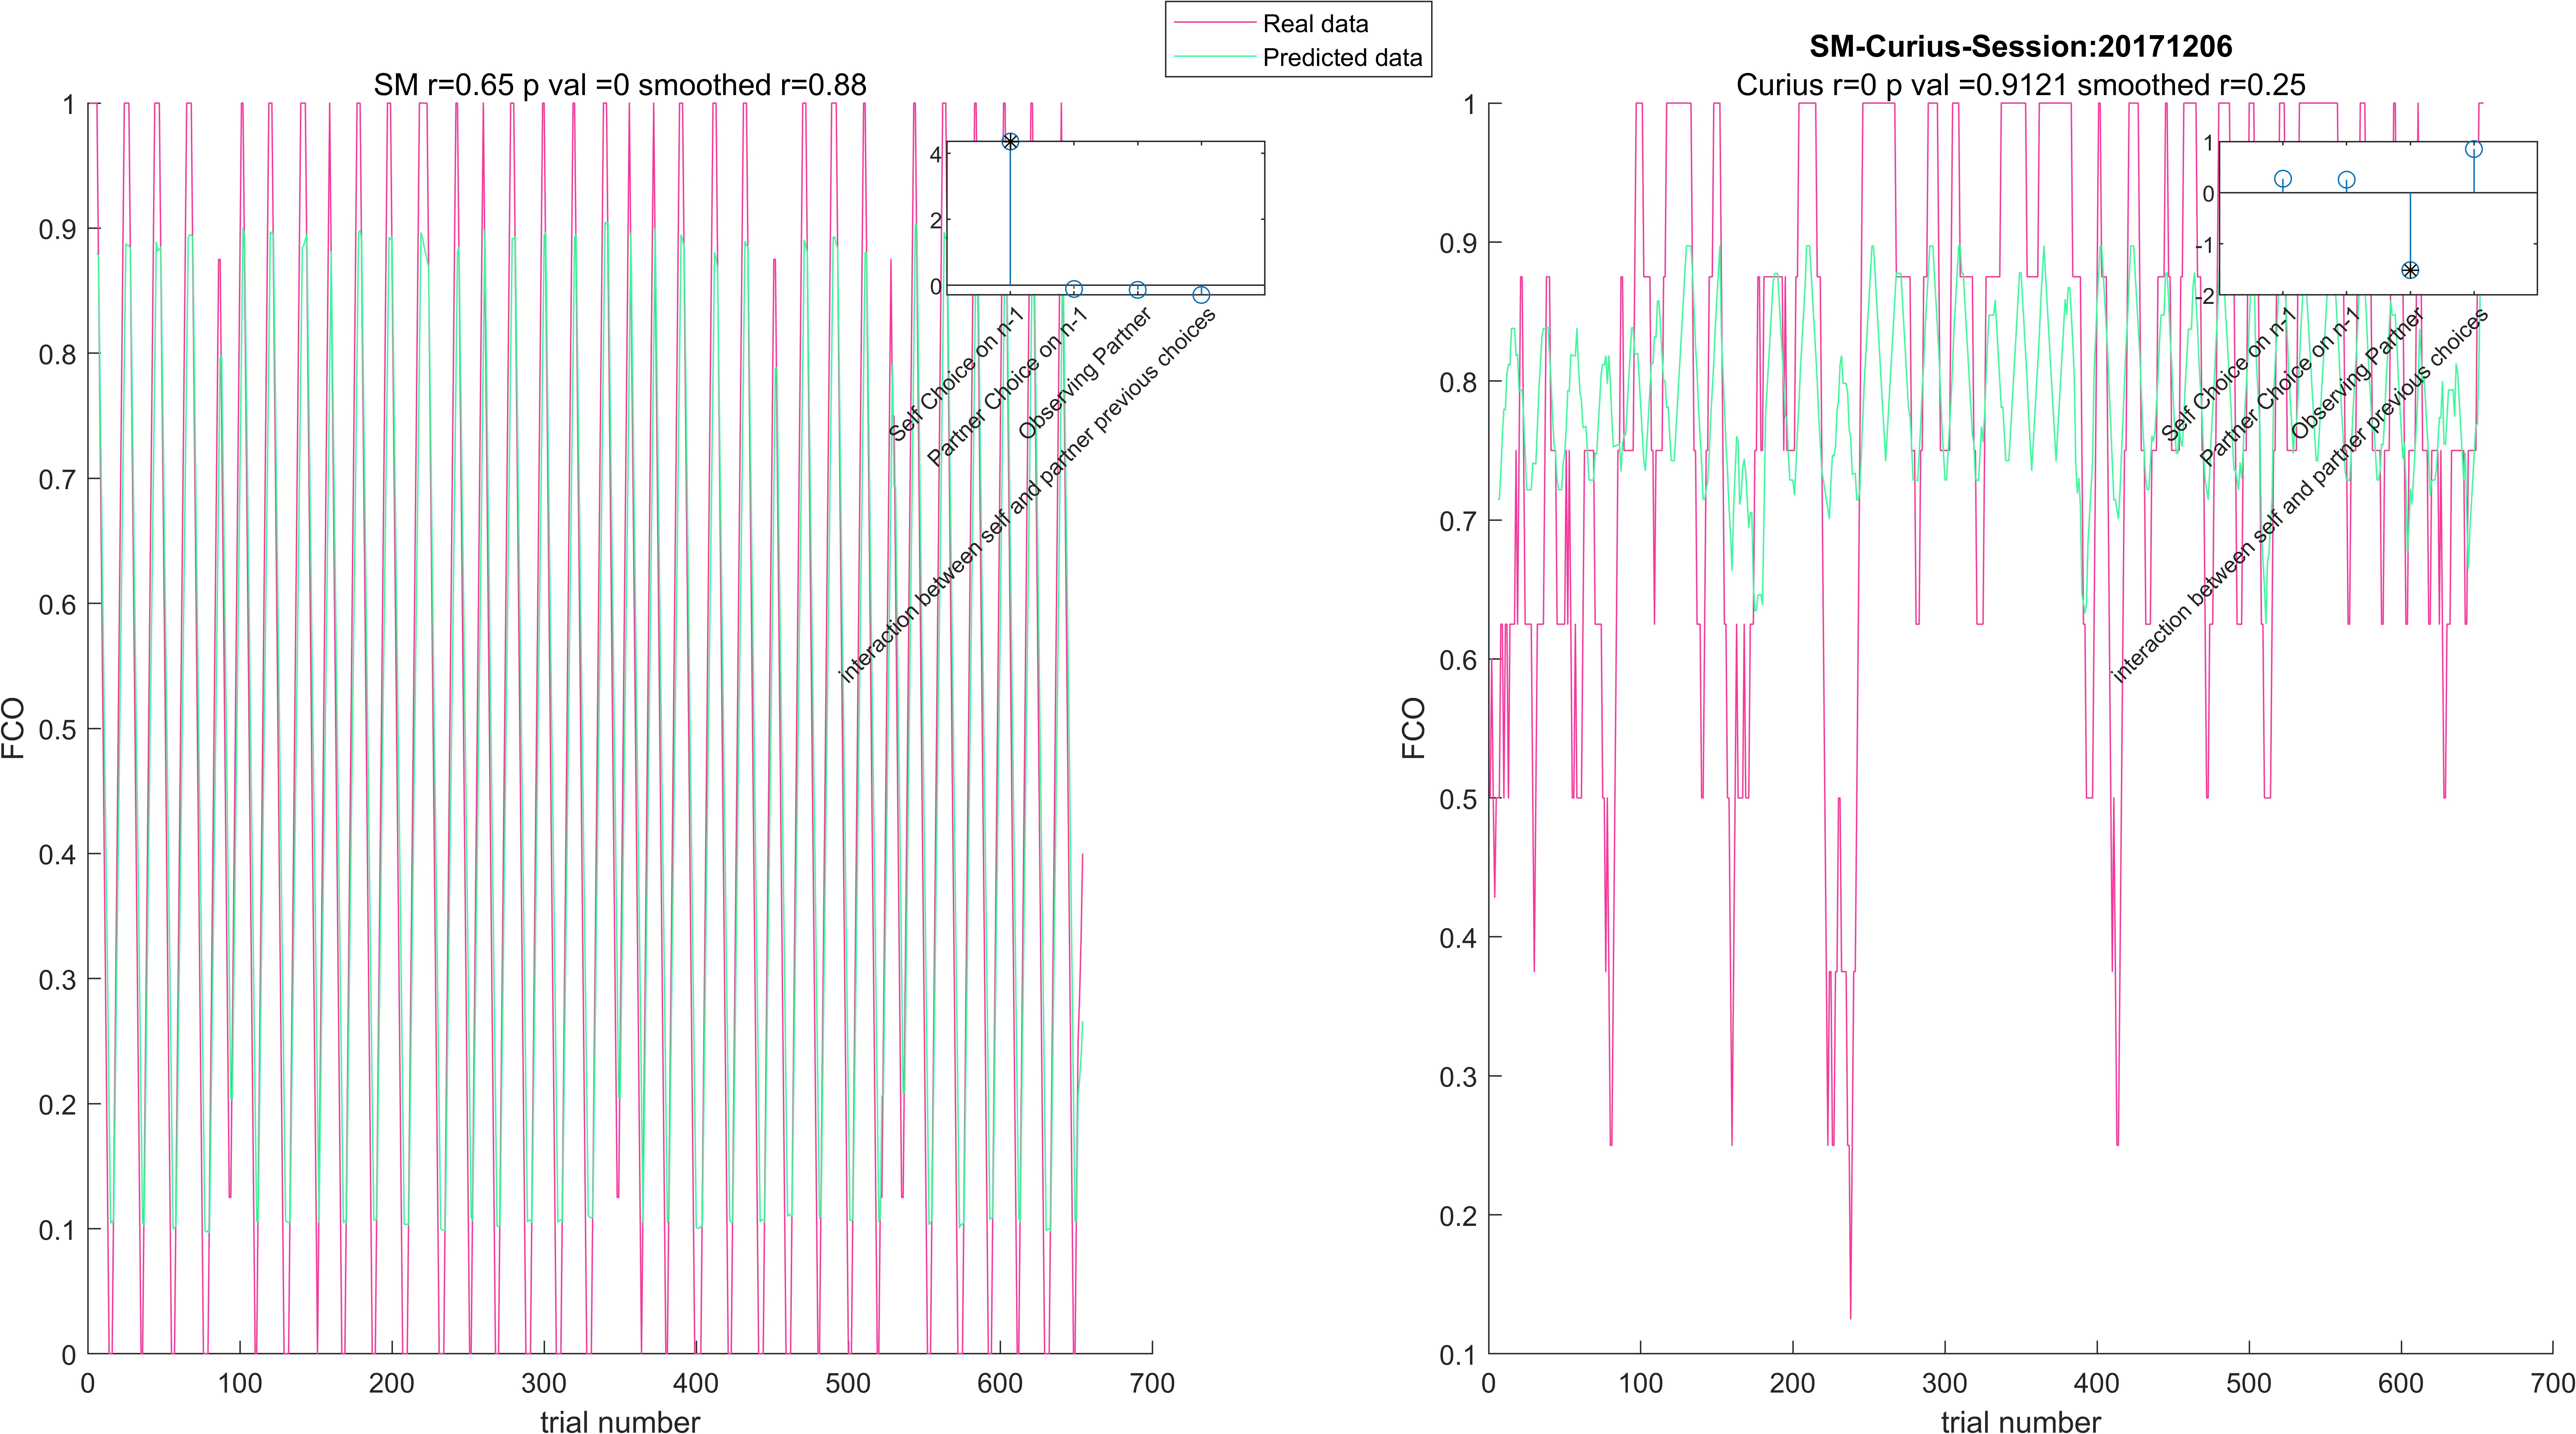 Real data
Predicted data
SM r=0.65 p val =0 smoothed r=0.88
1
0.9
0.8
0.7
0.6
0.5
0.4
0.3
0.2
0.1
0
FCO
0
100
200
300
400
500
600
700
trial number
4
2
0
Self Choice on n-1
Partner Choice on n-1
Observing Partner
interaction between self and partner previous choices
SM-Curius-Session:20171206
Curius r=0 p val =0.9121 smoothed r=0.25
1
0.9
0.8
0.7
0.6
0.5
0.4
0.3
0.2
0.1
FCO
0
100
200
300
400
500
600
700
trial number
1
0
-1
-2
Self Choice on n-1
Partner Choice on n-1
Observing Partner
interaction between self and partner previous choices